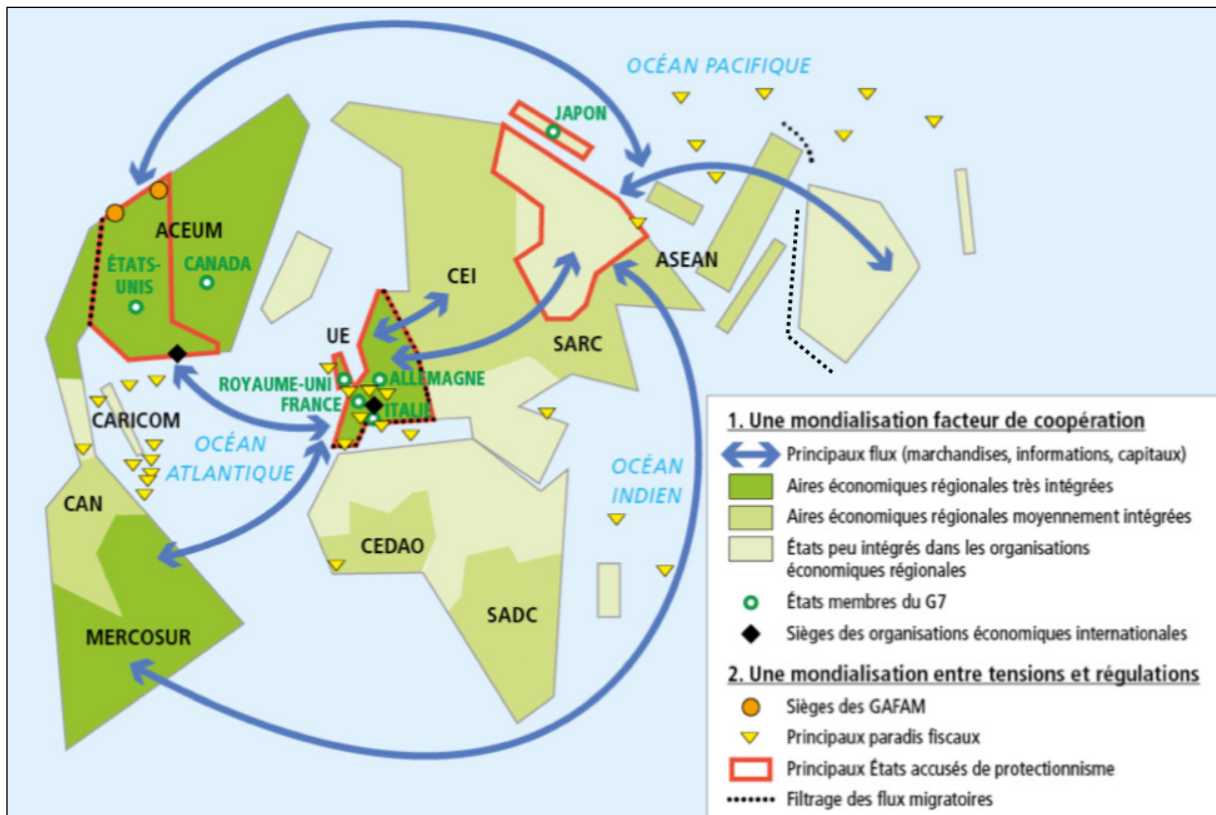 OCÉAN PACIFIQUE
JAPON
ACEUM
ÉTATS-
UNIS
CANADA
CEI
ASEAN
UE
SARC
ROYAUME-UNI
ALLEMAGNE
FRANCE
ITALIE
CARICOM
OCÉAN
ATLANTIQUE
OCÉAN
INDIEN
CAN
CEDAO
MERCOSUR
SADC
1. Une mondialisation facteur de coopération
Principaux flux (marchandises, informations, capitaux)
Aires économiques régionales très intégrées
Aires économiques régionales moyennement intégrées
États peu intégrés dans les organisations
économiques régionales
États membres du G7
Sièges des organisations économiques internationales
2. Une mondialisation entre tensions et régulations
Sièges des GAFAM
Principaux paradis fiscaux
Principaux États accusés de protectionnisme
Filtrage des flux migratoires